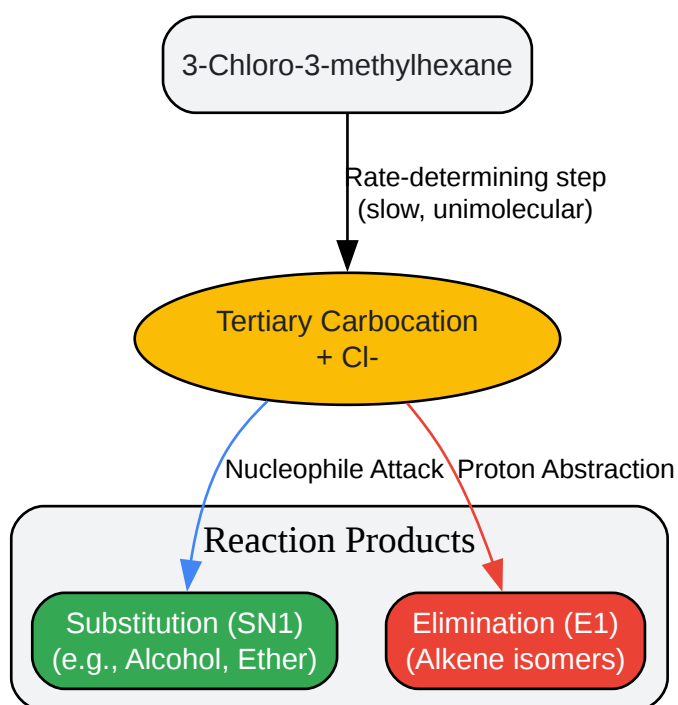 3-Chloro-3-methylhexane
Rate-determining step
(slow, unimolecular)
Tertiary Carbocation
+ Cl-
Nucleophile Attack
Proton Abstraction
Reaction Products
Substitution (SN1)
(e.g., Alcohol, Ether)
Elimination (E1)
(Alkene isomers)